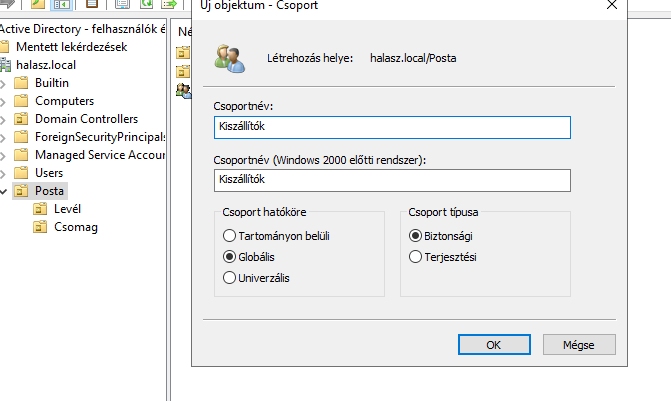 Active Directory - felhasználók é
Mentett lekérdezések
halasz.local
Builtin
Computers
Domain Controllers
ForeignSecurityPrincipals
Managed Service Accour
Users
Posta
Levél
Csomag
Né
Új objektum - Csoport
Létrehozás helye: halasz.local/Posta
Csoportnév:
Kiszállítók
Csoportnév (Windows 2000 előtti rendszer):
Kiszállítók
Csoport hatóköre
Tartományon belüli
Globális
Univerzális
Csoport típusa
Biztonsági
Terjesztési
OK
Mégse